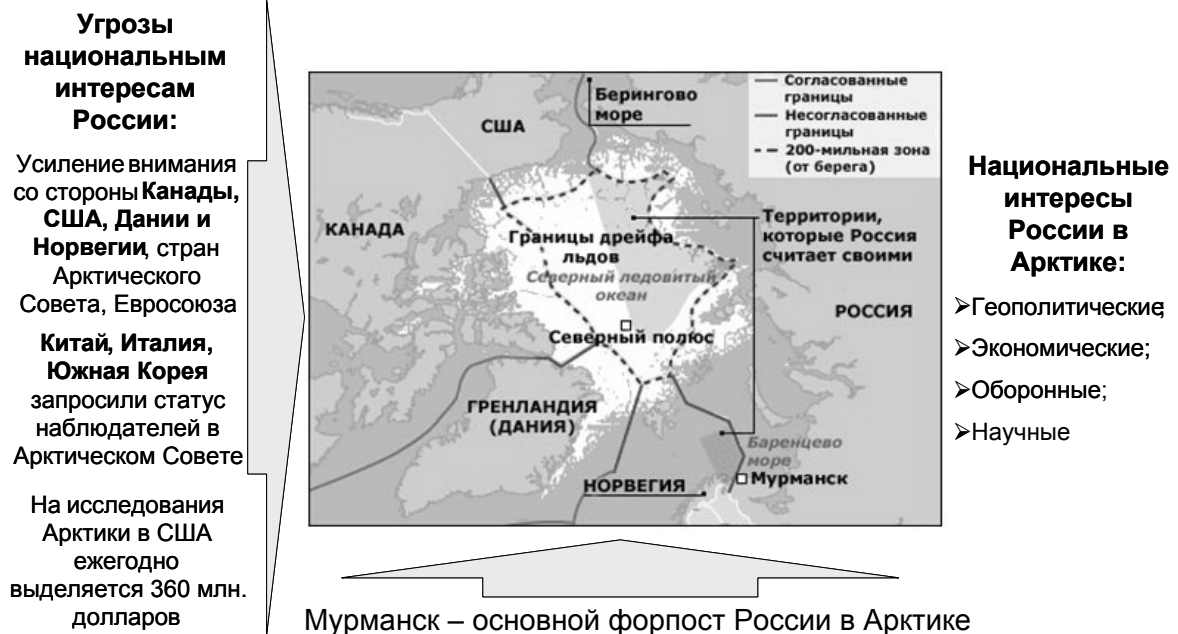 Угрозы
национальным
интересам
России:
Усиление внимания
со стороны Канады,
США, Дании и
Норвегии, стран
Арктического
Совета, Евросоюза
Китай, Италия,
Южная Корея
запросили статус
наблюдателей в
Арктическом Совете
На исследования
Арктики в США
ежегодно
выделяется 360 млн.
долларов
Берингово
море
США
Согласованные
границы
Несогласованные
границы
200-мильная зона
(от берега)
КАНАДА
Границы дрейфа
льдов
Северный ледовитый
океан
Территории,
которые Россия
считает своими
РОССИЯ
Северный полюс
ГРЕНЛАНДИЯ
(ДАНИЯ)
Баренцево
море
НОРВЕГИЯ
Мурманск
Национальные
интересы
России в
Арктике:
➢Геополитические;
➢Экономические;
➢Оборонные;
➢Научные
Мурманск – основной форпост России в Арктике